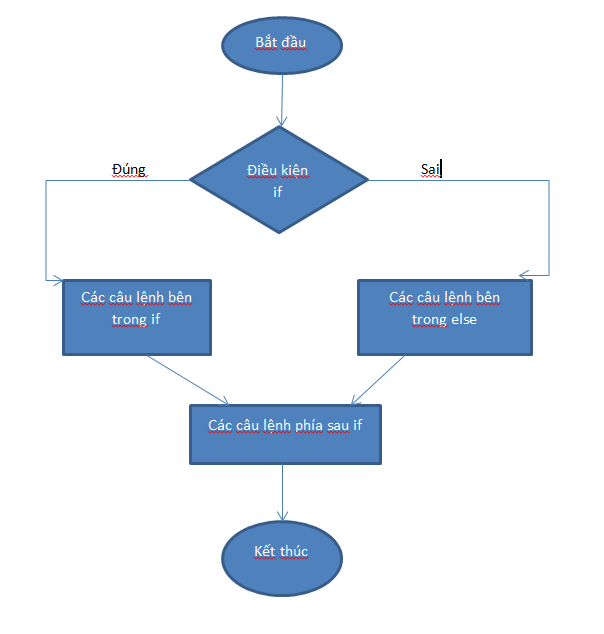 Bắt đầu
Điều kiện
if
Đúng
Sai
Các câu lệnh bên
trong if
Các câu lệnh bên
trong else
Các câu lệnh phía sau if
Kết thúc